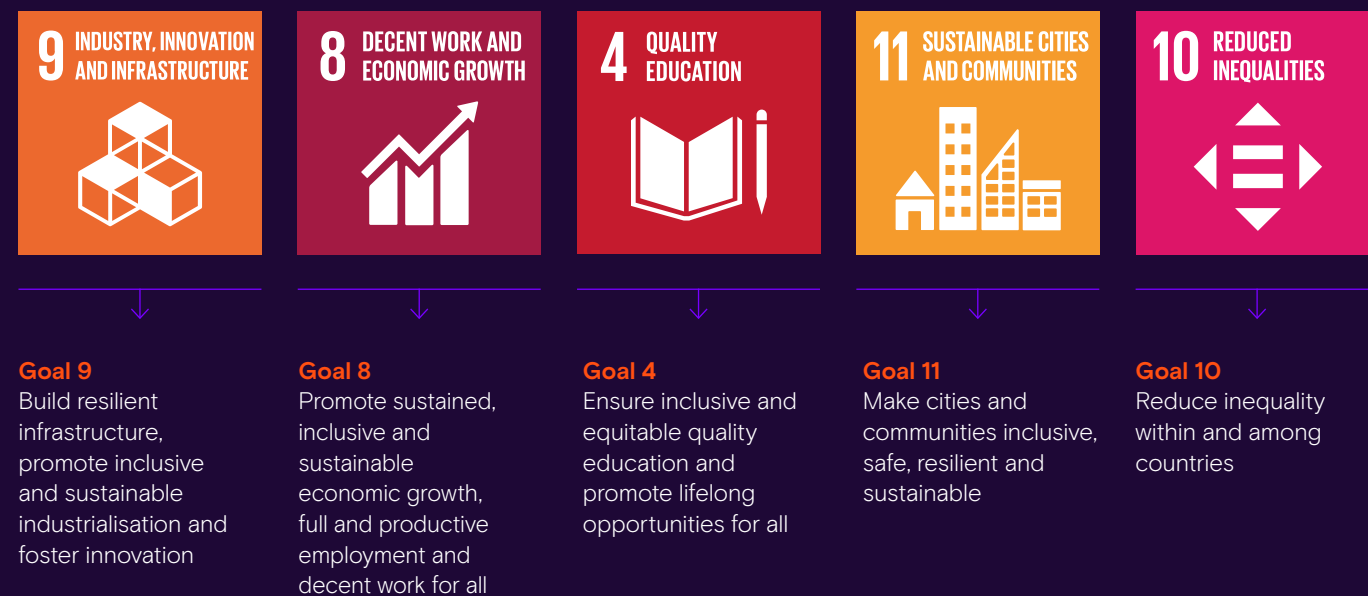 9 INDUSTRY, INNOVATION
AND INFRASTRUCTURE
8 DECENT WORK AND
ECONOMIC GROWTH
4 QUALITY
EDUCATION
11 SUSTAINABLE CITIES
AND COMMUNITIES
10 REDUCED
INEQUALITIES
Goal 9
Build resilient
infrastructure,
promote inclusive
and sustainable
industrialisation and
foster innovation
Goal 8
Promote sustained,
inclusive and
sustainable
economic growth,
full and productive
employment and
decent work for all
Goal 4
Ensure inclusive and
equitable quality
education and
promote lifelong
opportunities for all
Goal 11
Make cities and
communities inclusive,
safe, resilient and
sustainable
Goal 10
Reduce inequality
within and among
countries